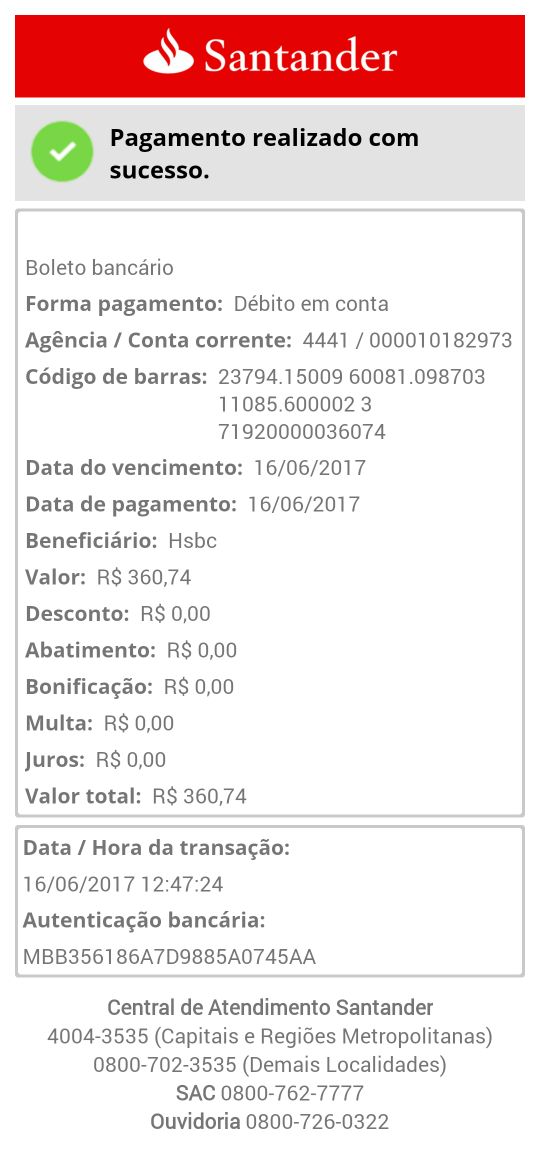 Santander
Pagamento realizado com
sucesso.
Boleto bancário
Forma pagamento: Débito em conta
Agência / Conta corrente: 4441 / 000010182973
Código de barras: 23794.15009 60081.098703
11085.600002 3
71920000036074
Data do vencimento: 16/06/2017
Data de pagamento: 16/06/2017
Beneficiário: Hsbc
Valor: R$ 360,74
Desconto: R$ 0,00
Abatimento: R$ 0,00
Bonificação: R$ 0,00
Multa: R$ 0,00
Juros: R$ 0,00
Valor total: R$ 360,74
Data / Hora da transação:
16/06/2017 12:47:24
Autenticação bancária:
MBB356186A7D9885A0745AA
Central de Atendimento Santander
4004-3535 (Capitais e Regiões Metropolitanas)
0800-702-3535 (Demais Localidades)
SAC 0800-762-7777
Ouvidoria 0800-726-0322